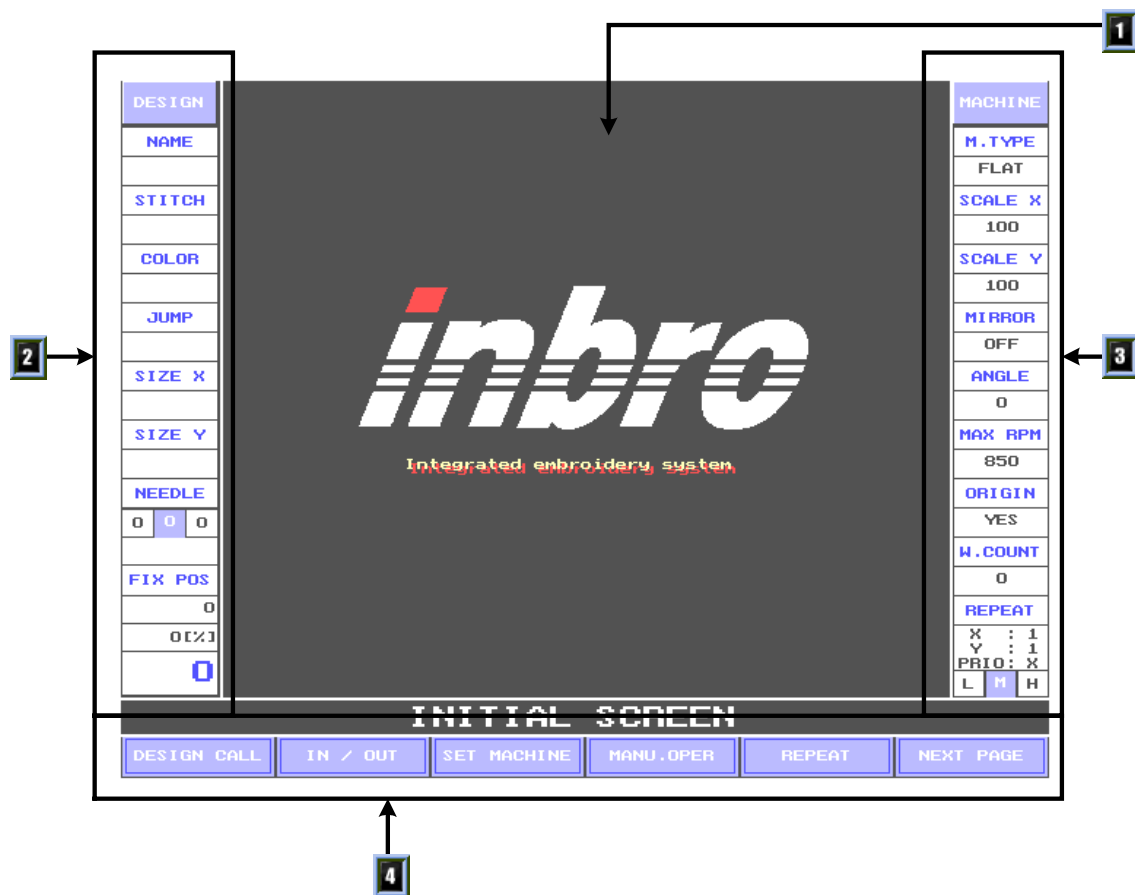 1
DESIGN
NAME
STITCH
COLOR
JUMP
SIZE X
SIZE Y
NEEDLE
0 0 0
FIX POS
0
0[%]
0
2
inbro
Integrated embroidery system
MACHINE
M.TYPE
FLAT
SCALE X
100
SCALE Y
100
MIRROR
OFF
ANGLE
0
MAX RPM
850
ORIGIN
YES
W.COUNT
0
REPEAT
X : 1
Y : 1
PRIO: X
L M H
3
INITIAL SCREEN
DESIGN CALL IN / OUT SET MACHINE MANU.OPER REPEAT NEXT PAGE
4